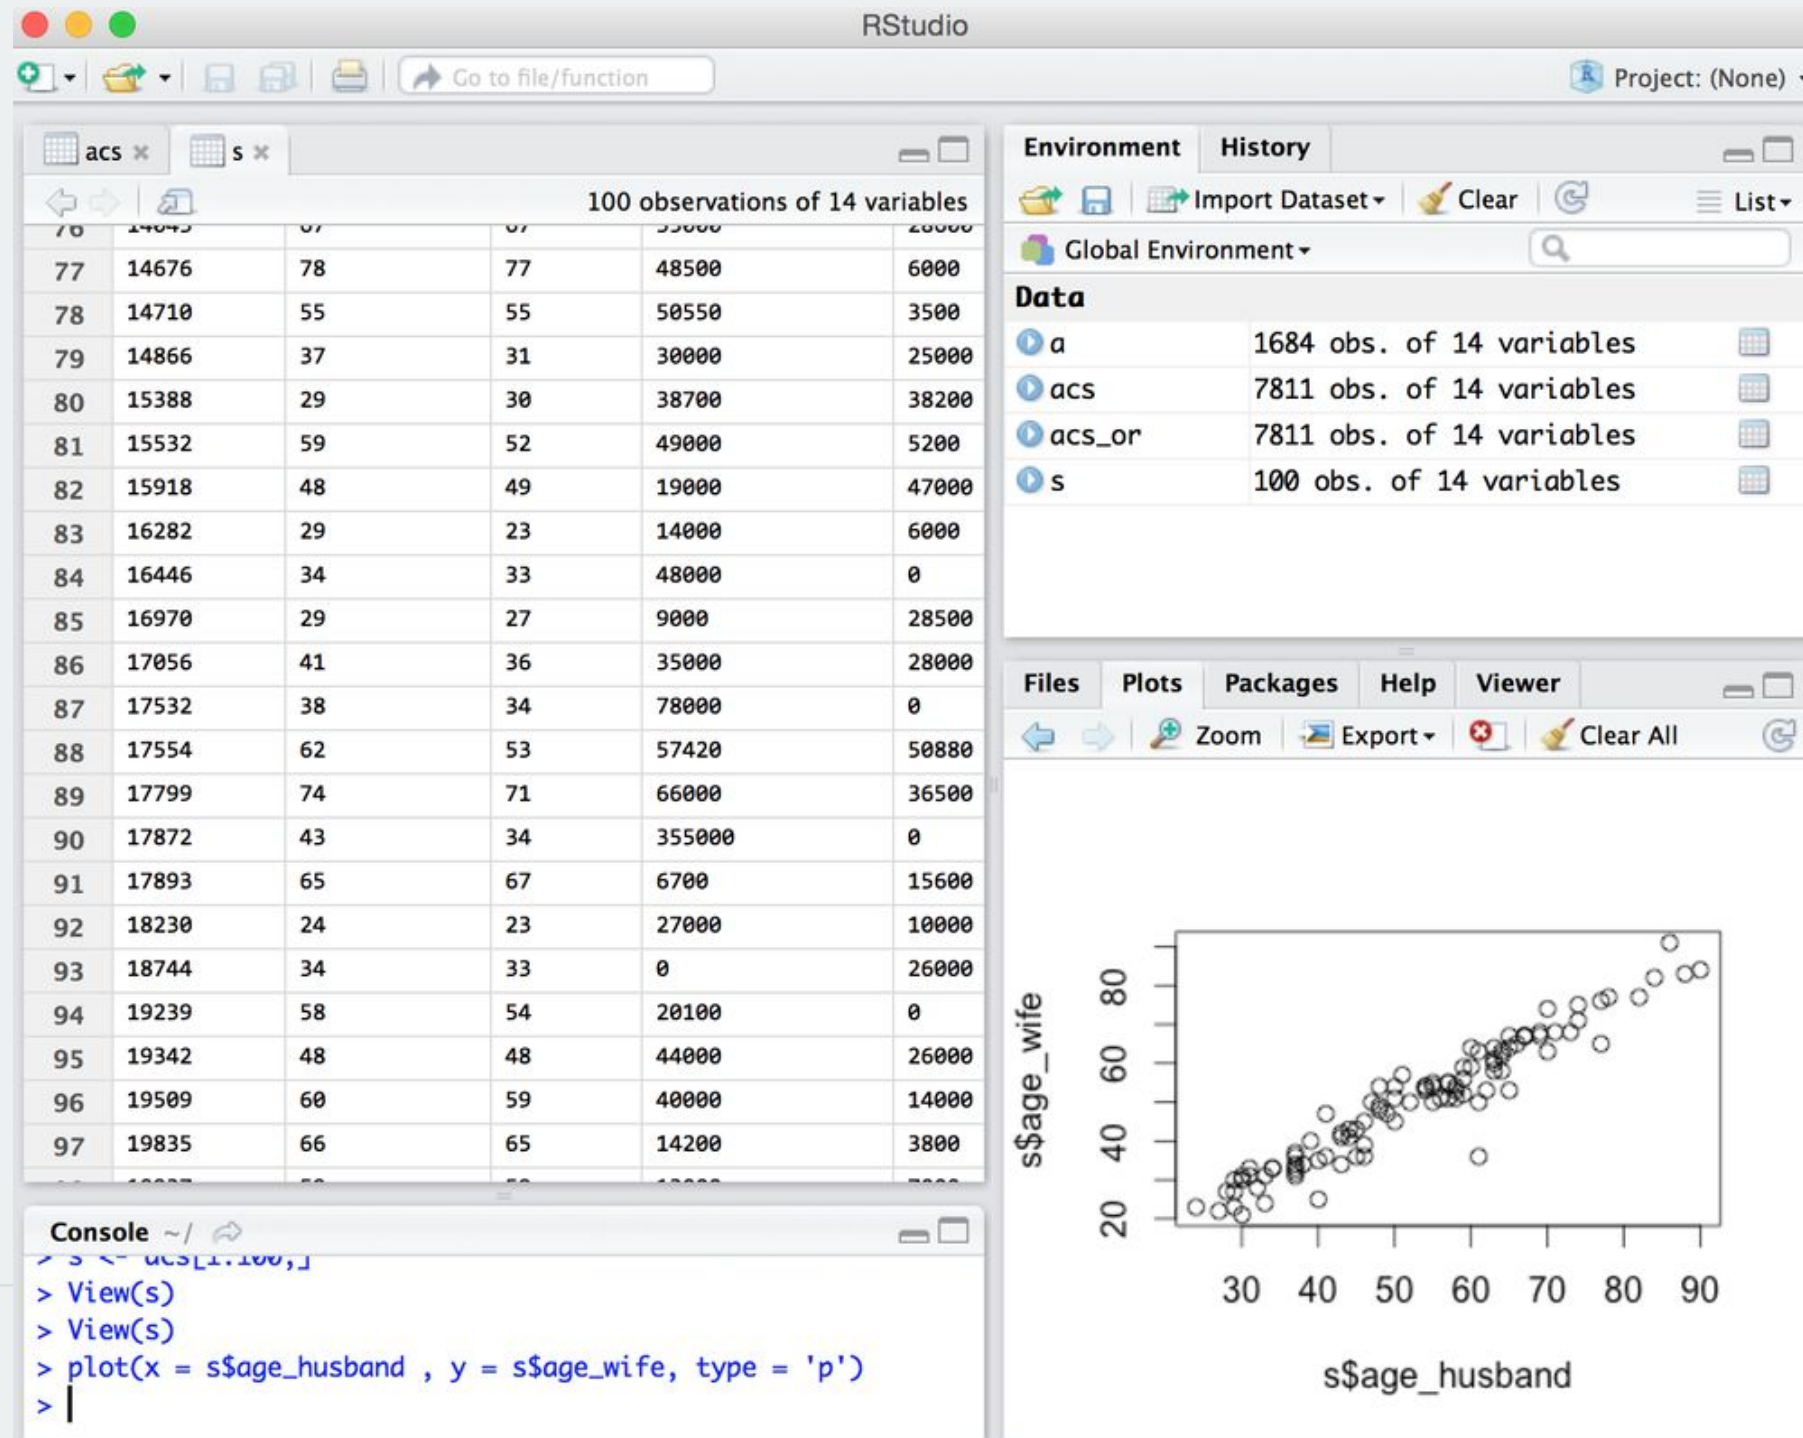 RStudio
Go to file/function
Project: (None)
acs
s
100 observations of 14 variables
77 14676 78 77 48500 6000
78 14710 55 55 50550 3500
79 14866 37 31 30000 25000
80 15388 29 30 38700 38200
81 15532 59 52 49000 5200
82 15918 48 49 19000 47000
83 16282 29 23 14000 6000
84 16446 34 33 48000 0
85 16970 29 27 9000 28500
86 17056 41 36 35000 28000
87 17532 38 34 78000 0
88 17554 62 53 57420 50880
89 17799 74 71 66000 36500
90 17872 43 34 355000 0
91 17893 65 67 6700 15600
92 18230 24 23 27000 10000
93 18744 34 33 0 26000
94 19239 58 54 20100 0
95 19342 48 48 44000 26000
96 19509 60 59 40000 14000
97 19835 66 65 14200 3800
Console ~/
> s <- acs[1:100,]
> View(s)
> View(s)
> plot(x = s$age_husband , y = s$age_wife, type = 'p')
>
Environment History
Import Dataset Clear List
Global Environment
Data
a 1684 obs. of 14 variables
acs 7811 obs. of 14 variables
acs_or 7811 obs. of 14 variables
s 100 obs. of 14 variables
Files Plots Packages Help Viewer
Zoom Export Clear All
s$age_wife
80
60
40
20
30 40 50 60 70 80 90
s$age_husband